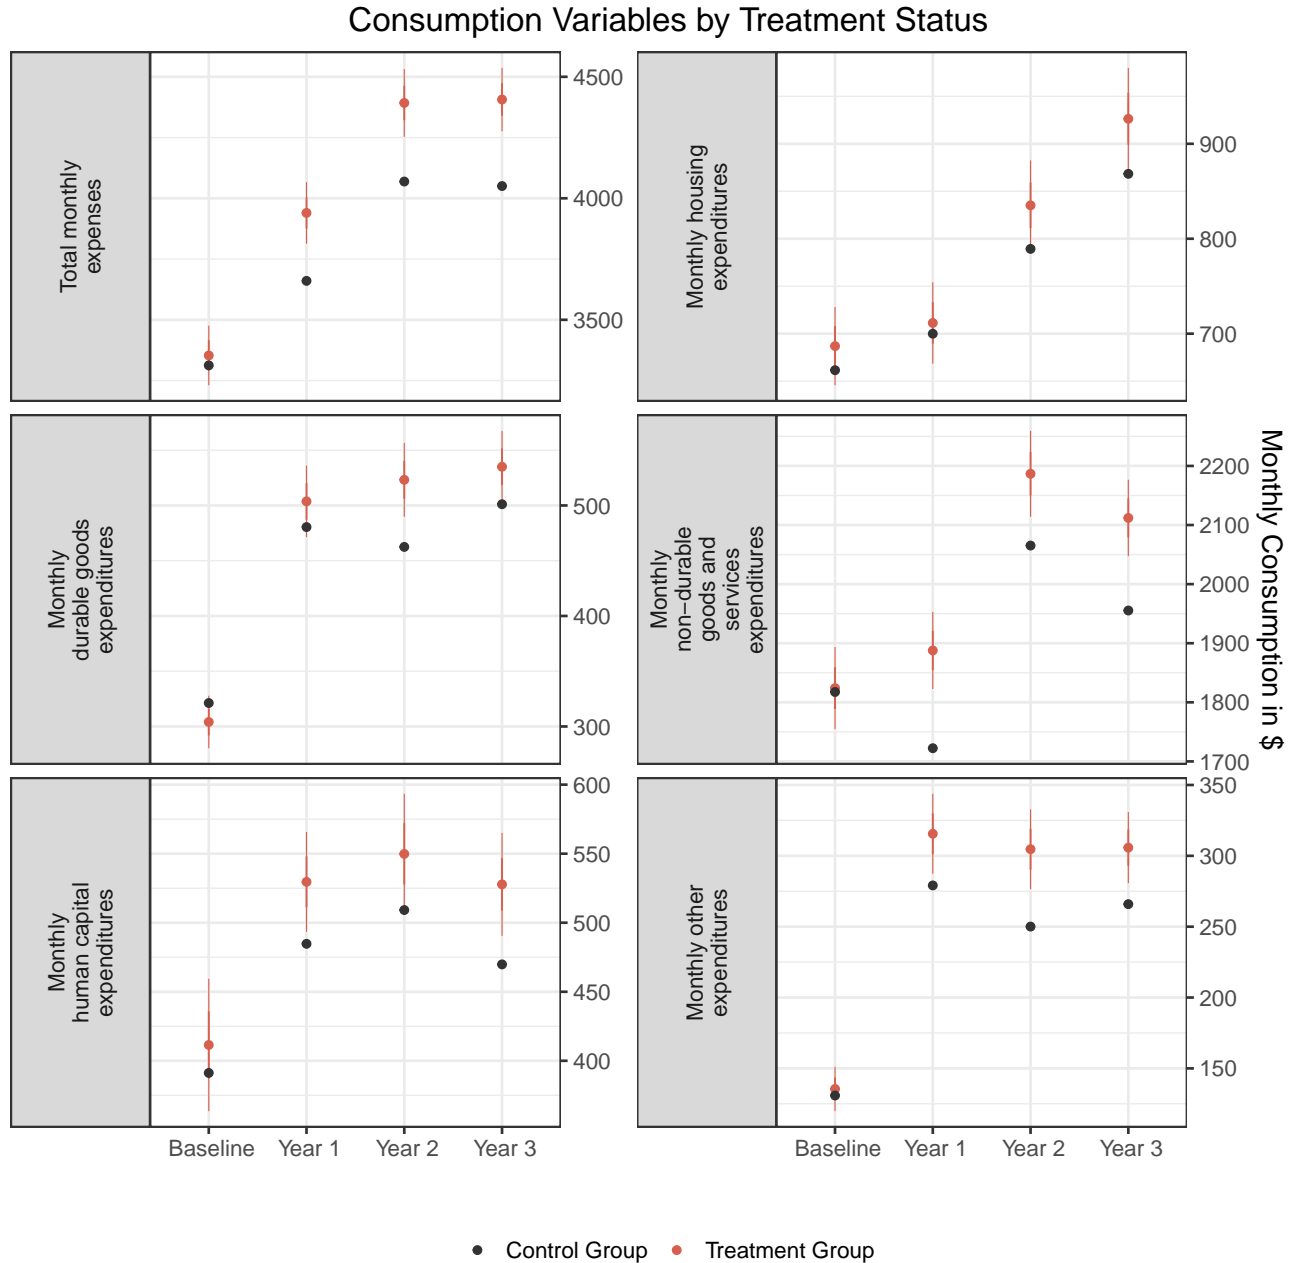 Consumption Variables by Treatment Status
Total monthly
expenses
4500
4000
3500
Monthly housing
expenditures
900
800
700
Monthly
durable goods
expenditures
500
400
300
Monthly
non−durable
goods and
services
expenditures
2200
2100
2000
1900
1800
1700
Monthly Consumption in $
Monthly
human capital
expenditures
600
550
500
450
400
Monthly other
expenditures
350
300
250
200
150
Baseline Year 1 Year 2 Year 3
Baseline Year 1 Year 2 Year 3
Control Group Treatment Group